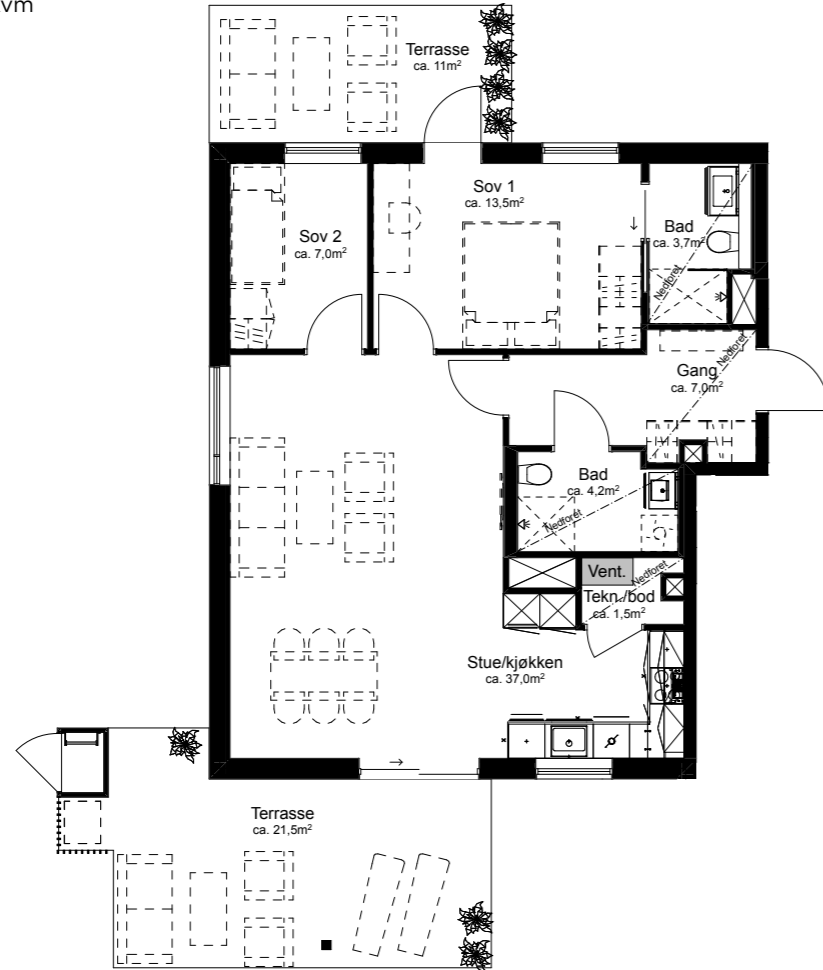 vm
Terrasse
ca. 11m²
Sov 1
ca. 13,5m²
Sov 2
ca. 7,0m²
Bad
ca. 3,7m²
Nedforet
Gang
ca. 7,0m²
Nedforet
Bad
ca. 4,2m²
Nedforet
Vent.
Nedforet
Tekn./bod
ca. 1,5m²
Stue/kjøkken
ca. 37,0m²
Terrasse
ca. 21,5m²